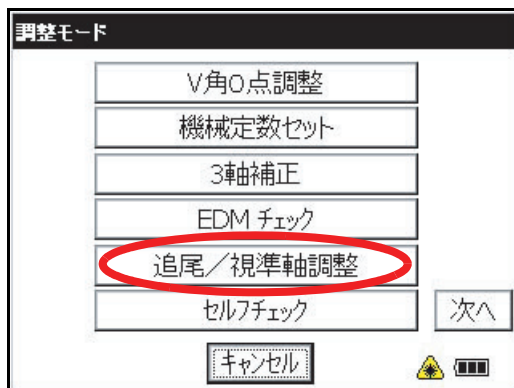 調整モード
V角0点調整
機械定数セット
3軸補正
EDM チェック
追尾／視準軸調整
セルフチェック
次へ
キャンセル